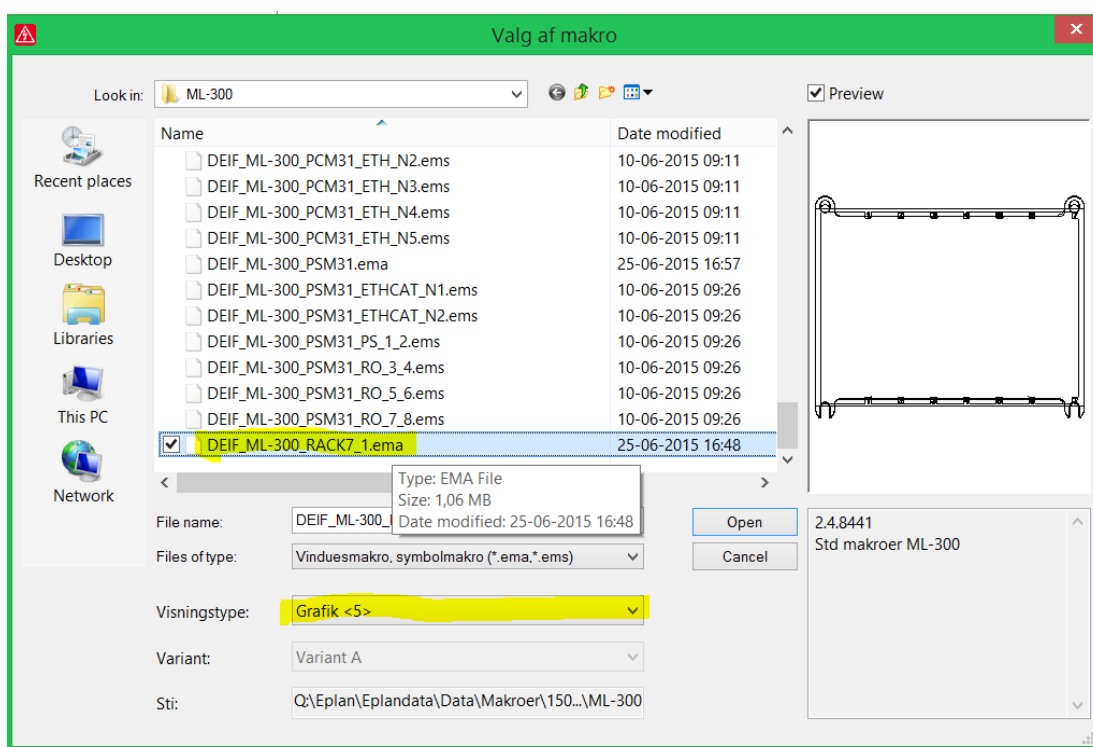 Valg af makro
Look in:
ML-300
Preview
Recent places
Desktop
Libraries
This PC
Network
Name Date modified
DEIF_ML-300_PCM31_ETH_N2.ems 10-06-2015 09:11
DEIF_ML-300_PCM31_ETH_N3.ems 10-06-2015 09:11
DEIF_ML-300_PCM31_ETH_N4.ems 10-06-2015 09:11
DEIF_ML-300_PCM31_ETH_N5.ems 10-06-2015 09:11
DEIF_ML-300_PSM31.ema 25-06-2015 16:57
DEIF_ML-300_PSM31_ETHCAT_N1.ems 10-06-2015 09:26
DEIF_ML-300_PSM31_ETHCAT_N2.ems 10-06-2015 09:26
DEIF_ML-300_PSM31_PS_1_2.ems 10-06-2015 09:26
DEIF_ML-300_PSM31_RO_3_4.ems 10-06-2015 09:26
DEIF_ML-300_PSM31_RO_5_6.ems 10-06-2015 09:26
DEIF_ML-300_PSM31_RO_7_8.ems 10-06-2015 09:26
DEIF_ML-300_RACK7_1.ema 25-06-2015 16:48
Type: EMA File
Size: 1,06 MB
Date modified: 25-06-2015 16:48
File name: DEIF_ML-300_
Open
Files of type: Vinduesmakro, symbolmakro (*.ema,*.ems)
Cancel
Visningstype: Grafik <5>
Variant: Variant A
Sti: Q:\Eplan\Eplandata\Data\Makroer\150...\ML-300
2.4.8441
Std makroer ML-300